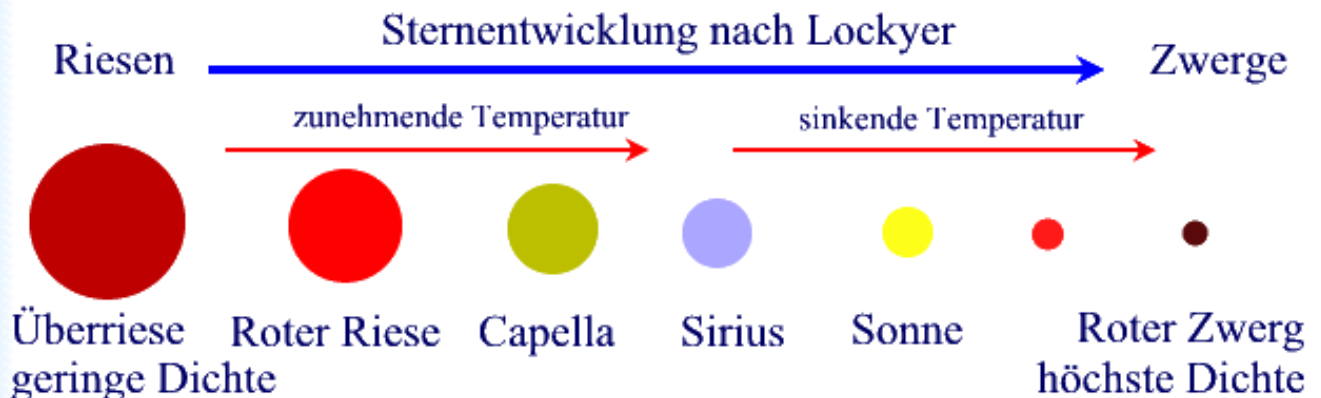 Sternentwicklung nach Lockyer
Riesen
Zwerge
zunehmende Temperatur
sinkende Temperatur
Überriese
geringe Dichte
Roter Riese
Capella
Sirius
Sonne
Roter Zwerg
höchste Dichte